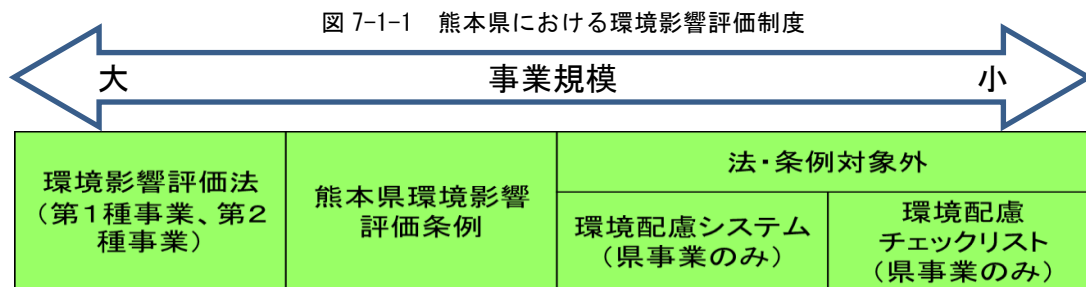 図 7-1-1　熊本県における環境影響評価制度
大　事業規模　小
環境影響評価法
（第１種事業、第２
種事業）
熊本県環境影響
評価条例
法・条例対象外
環境配慮システム
（県事業のみ）
環境配慮
チェックリスト
（県事業のみ）